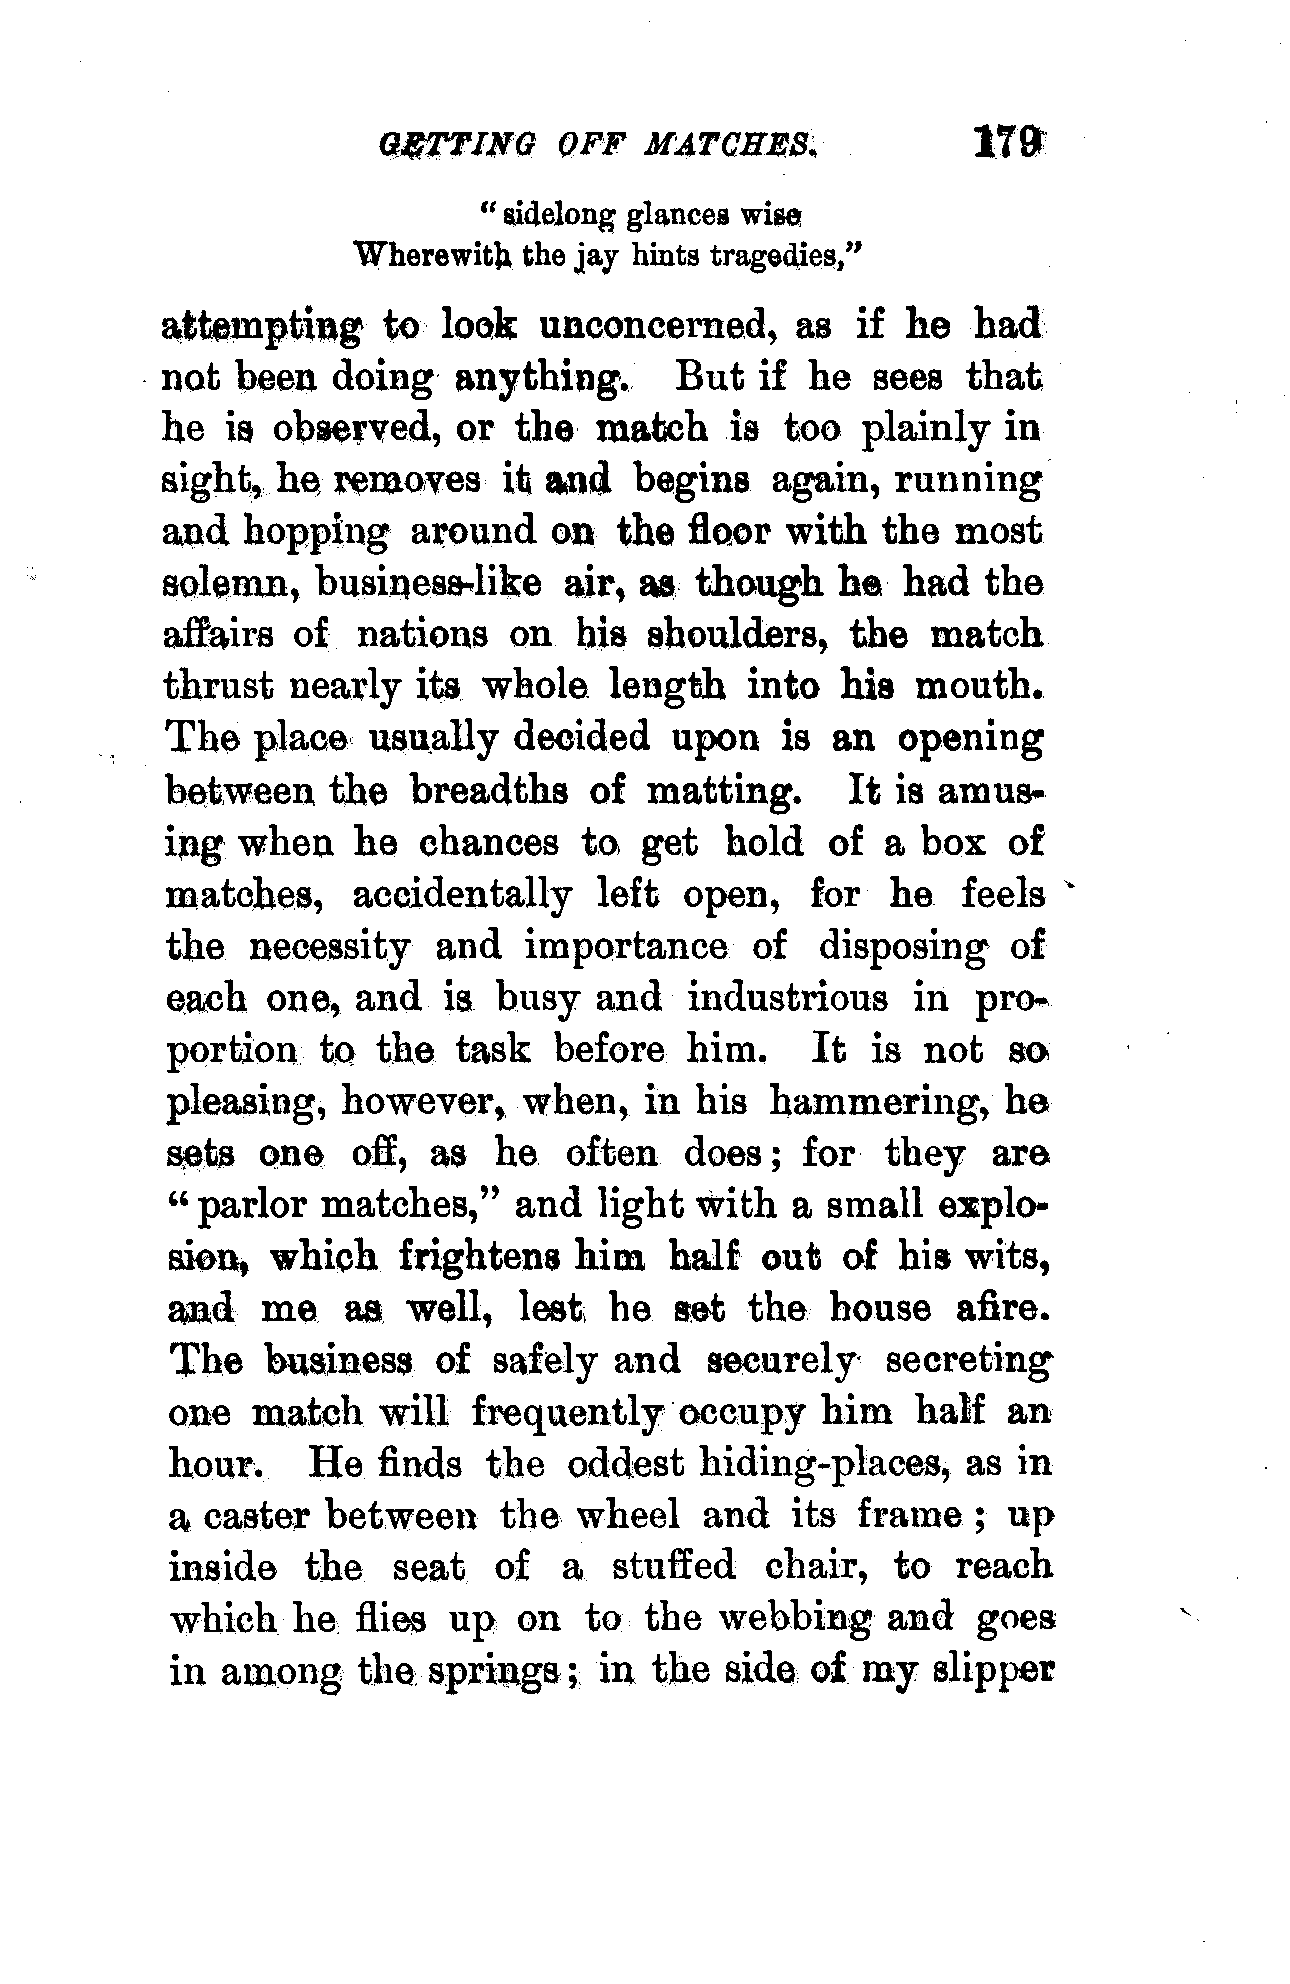 GETTING OFF MATCHES. 179
“sidelong glances wise
Wherewith the jay hints tragedies,”
attempting to look unconcerned, as if he had
not been doing anything. But if he sees that
he is observed, or the match is too plainly in
sight, he removes it and begins again, running
and hopping around on the floor with the most
solemn, business-like air, as though he had the
affairs of nations on his shoulders, the match
thrust nearly its whole length into his mouth.
The place usually decided upon is an opening
between the breadths of matting. It is amus-
ing when he chances to get hold of a box of
matches, accidentally left open, for he feels
the necessity and importance of disposing of
each one, and is busy and industrious in pro-
portion to the task before him. It is not so
pleasing, however, when, in his hammering, he
sets one off, as he often does; for they are
“parlor matches,” and light with a small explo-
sion, which frightens him half out of his wits,
and me as well, lest he set the house afire.
The business of safely and securely secreting
one match will frequently occupy him half an
hour. He finds the oddest hiding-places, as in
a caster between the wheel and its frame; up
inside the seat of a stuffed chair, to reach
which he flies up on to the webbing and goes
in among the springs; in the side of my slipper